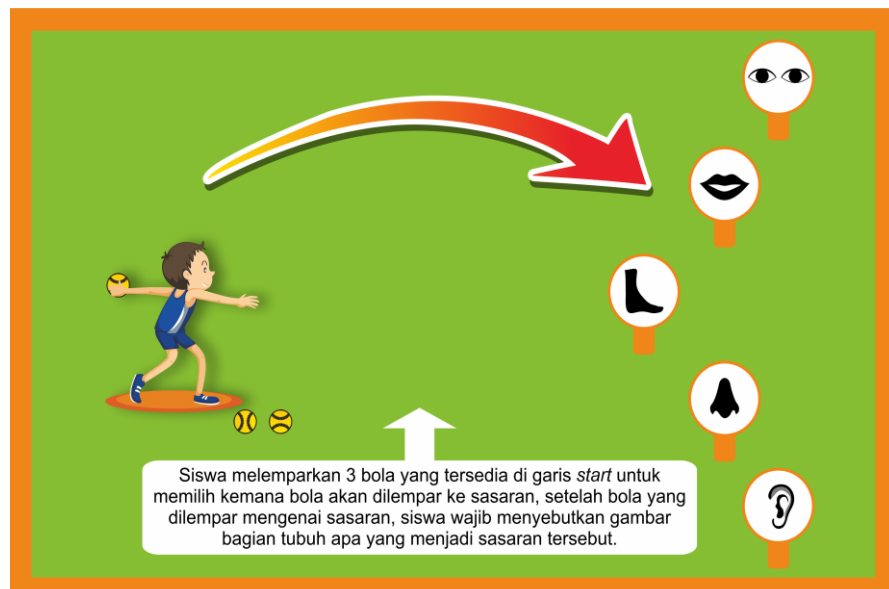 Siswa melemparkan 3 bola yang tersedia di garis start untuk
memilih kemana bola akan dilempar ke sasaran, setelah bola yang
dilempar mengenai sasaran, siswa wajib menyebutkan gambar
bagian tubuh apa yang menjadi sasaran tersebut.